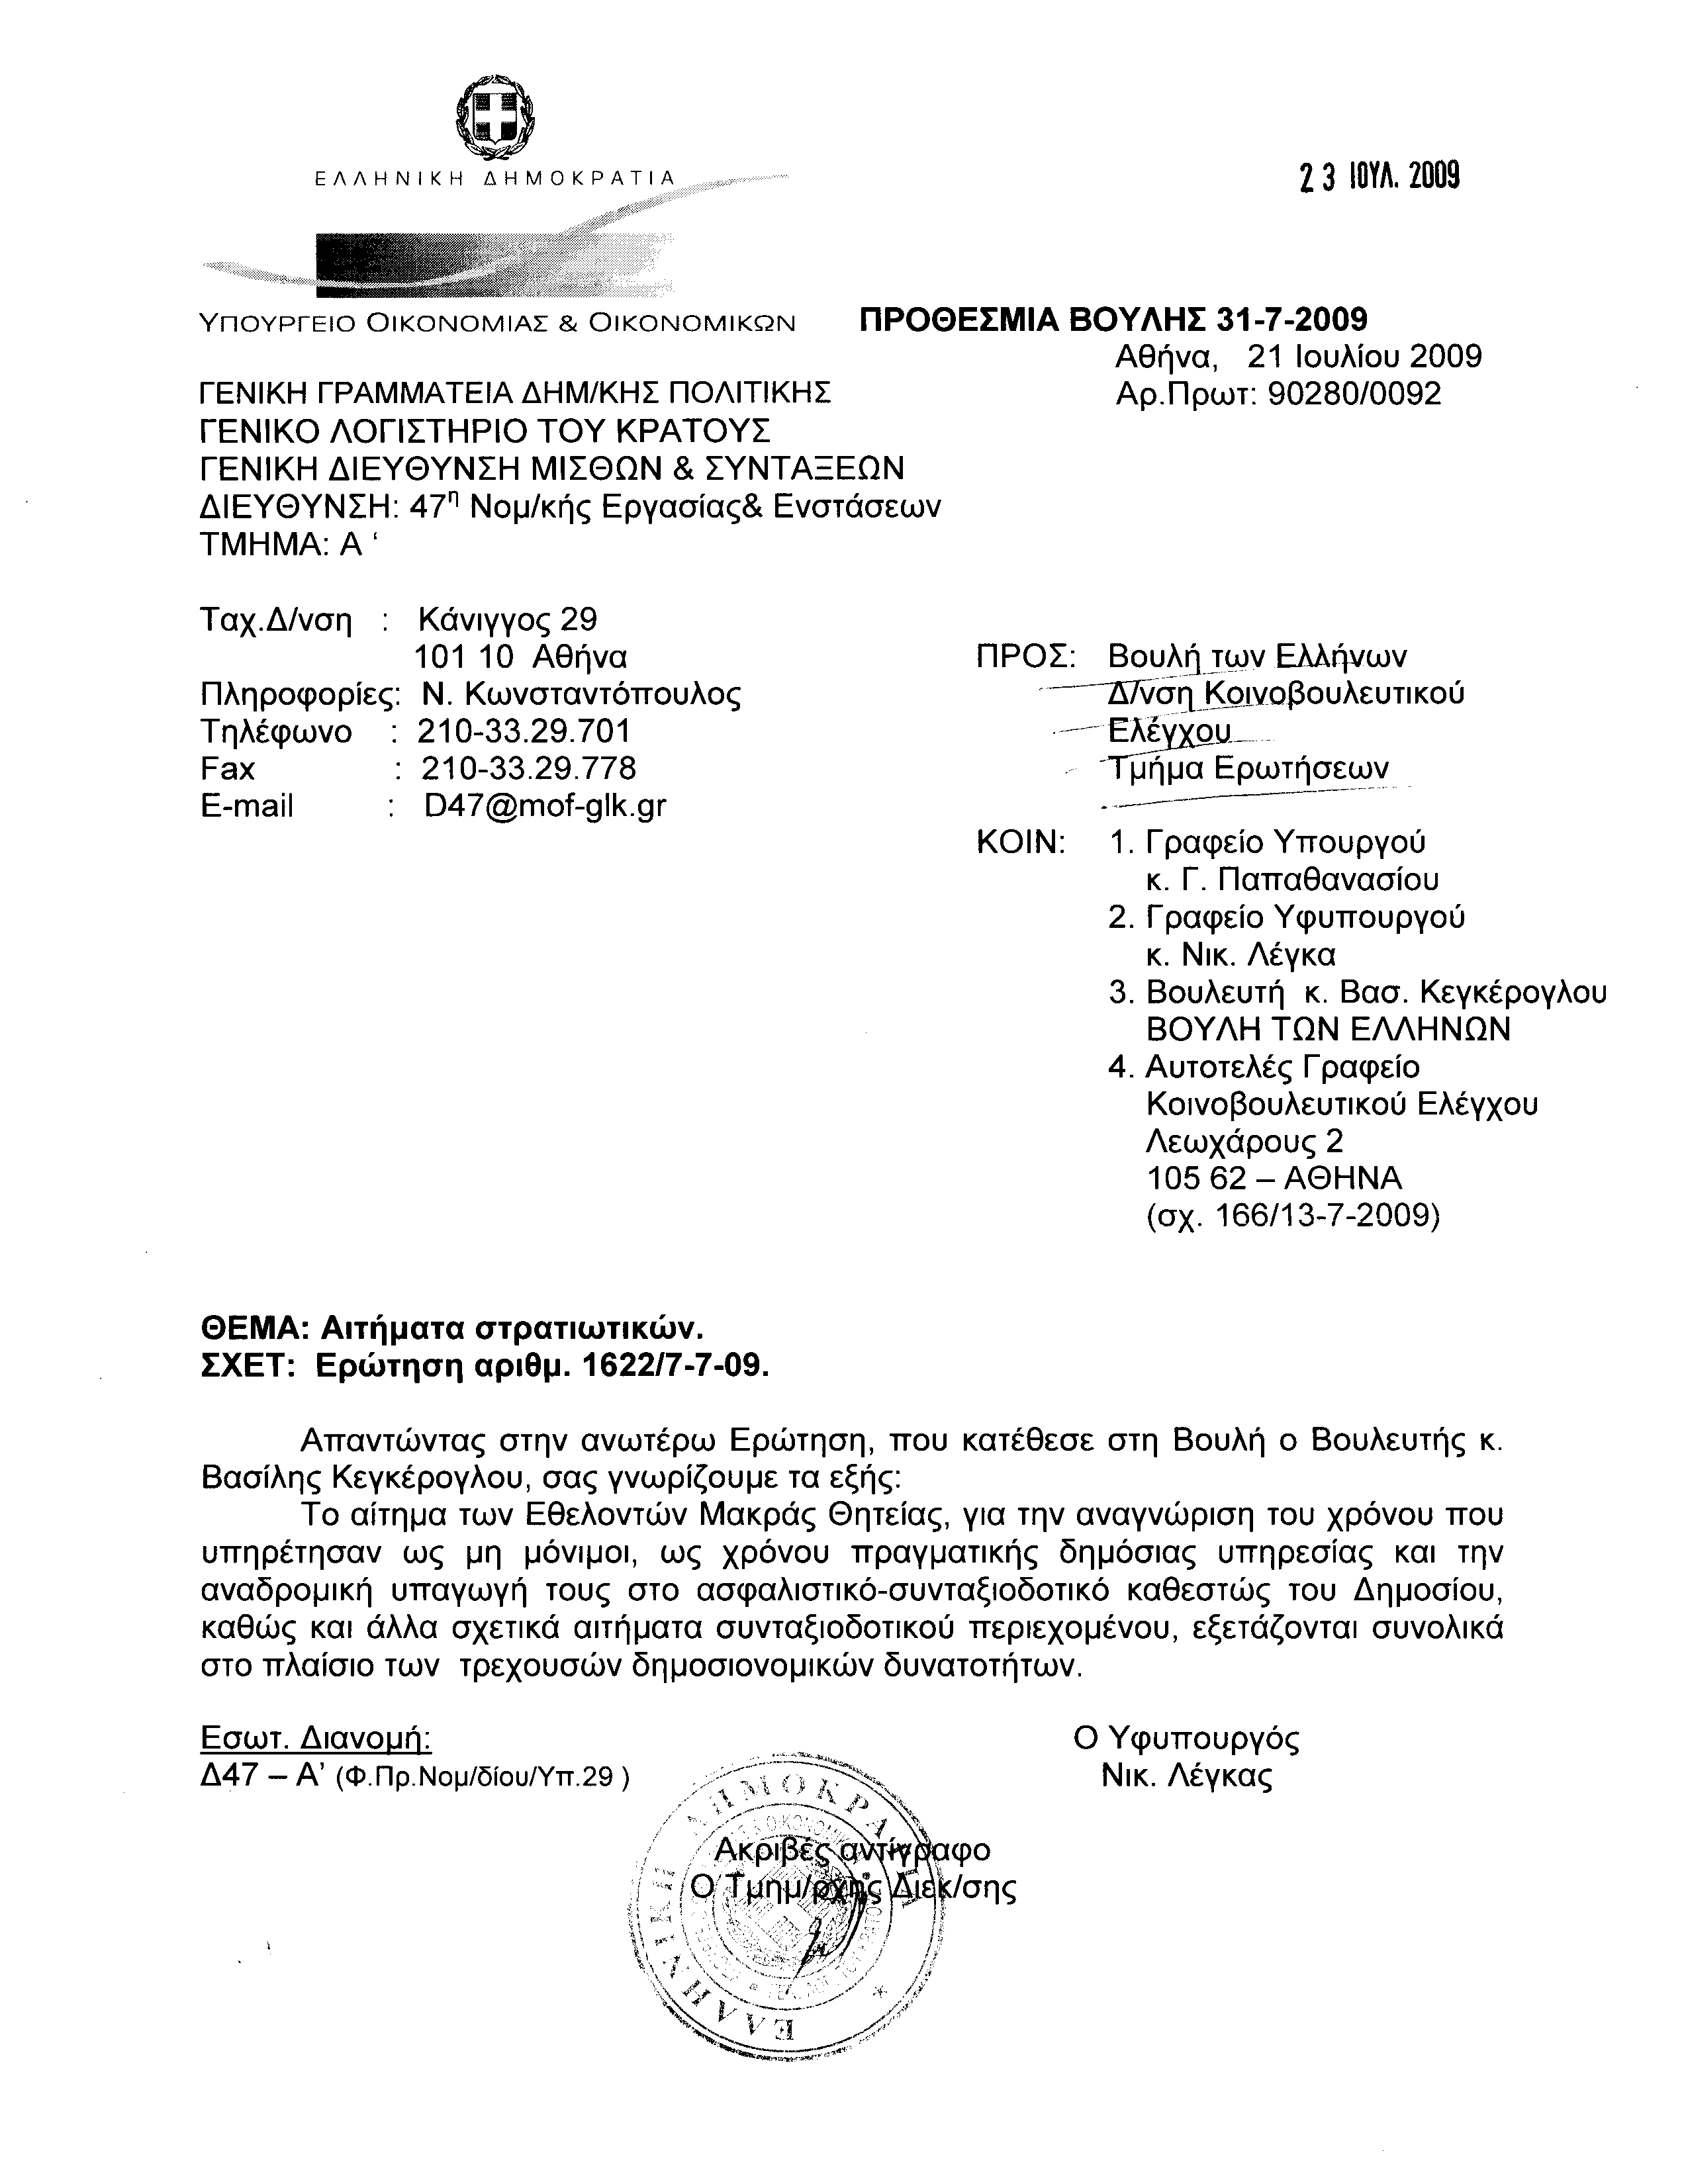 ΕΛΛΗΝΙΚΗ ΔΗΜΟΚΡΑΤΙΑ
23 ΙΟΥΛ. 2009
ΥΠΟΥΡΓΕΙΟ ΟΙΚΟΝΟΜΙΑΣ & ΟΙΚΟΝΟΜΙΚΩΝ
ΠΡΟΘΕΣΜΙΑ ΒΟΥΛΗΣ 31-7-2009
Αθήνα, 21 Ιουλίου 2009
Αρ.Πρωτ: 90280/0092
ΓΕΝΙΚΗ ΓΡΑΜΜΑΤΕΙΑ ΔΗΜ/ΚΗΣ ΠΟΛΙΤΙΚΗΣ
ΓΕΝΙΚΟ ΛΟΓΙΣΤΗΡΙΟ ΤΟΥ ΚΡΑΤΟΥΣ
ΓΕΝΙΚΗ ΔΙΕΥΘΥΝΣΗ ΜΙΣΘΩΝ & ΣΥΝΤΑΞΕΩΝ
ΔΙΕΥΘΥΝΣΗ: 47η Νομ/κής Εργασίας& Ενστάσεων
ΤΜΗΜΑ: Α ‘
Ταχ.Δ/νση : Κάνιγγος 29
101 10 Αθήνα
Πληροφορίες: Ν. Κωνσταντόπουλος
Τηλέφωνο : 210-33.29.701
Fax : 210-33.29.778
E-mail : D47@mof-glk.gr
ΠΡΟΣ: Βουλή των Ελλήνων
Δ/νση Κοινοβουλευτικού
Ελέγχου
Τμήμα Ερωτήσεων
ΚΟΙΝ: 1. Γραφείο Υπουργού
κ. Γ. Παπαθανασίου
2. Γραφείο Υφυπουργού
κ. Νικ. Λέγκα
3. Βουλευτή κ. Βασ. Κεγκέρογλου
ΒΟΥΛΗ ΤΩΝ ΕΛΛΗΝΩΝ
4. Αυτοτελές Γραφείο
Κοινοβουλευτικού Ελέγχου
Λεωχάρους 2
105 62 – ΑΘΗΝΑ
(σχ. 166/13-7-2009)
ΘΕΜΑ: Αιτήματα στρατιωτικών.
ΣΧΕΤ: Ερώτηση αριθμ. 1622/7-7-09.
Απαντώντας στην ανωτέρω Ερώτηση, που κατέθεσε στη Βουλή ο Βουλευτής κ.
Βασίλης Κεγκέρογλου, σας γνωρίζουμε τα εξής:
Το αίτημα των Εθελοντών Μακράς Θητείας, για την αναγνώριση του χρόνου που
υπηρέτησαν ως μη μόνιμοι, ως χρόνου πραγματικής δημόσιας υπηρεσίας και την
αναδρομική υπαγωγή τους στο ασφαλιστικό-συνταξιοδοτικό καθεστώς του Δημοσίου,
καθώς και άλλα σχετικά αιτήματα συνταξιοδοτικού περιεχομένου, εξετάζονται συνολικά
στο πλαίσιο των τρεχουσών δημοσιονομικών δυνατοτήτων.
Εσωτ. Διανομή:
Δ47 – Α’ (Φ.Πρ.Νομ/δίου/Υπ.29 )
Ο Υφυπουργός
Νικ. Λέγκας
Ακριβές αντίγραφο
Ο Τμημ/ρχης Διεκ/σης
ΕΛΛΗΝΙΚΗ ΔΗΜΟΚΡΑΤΙΑ